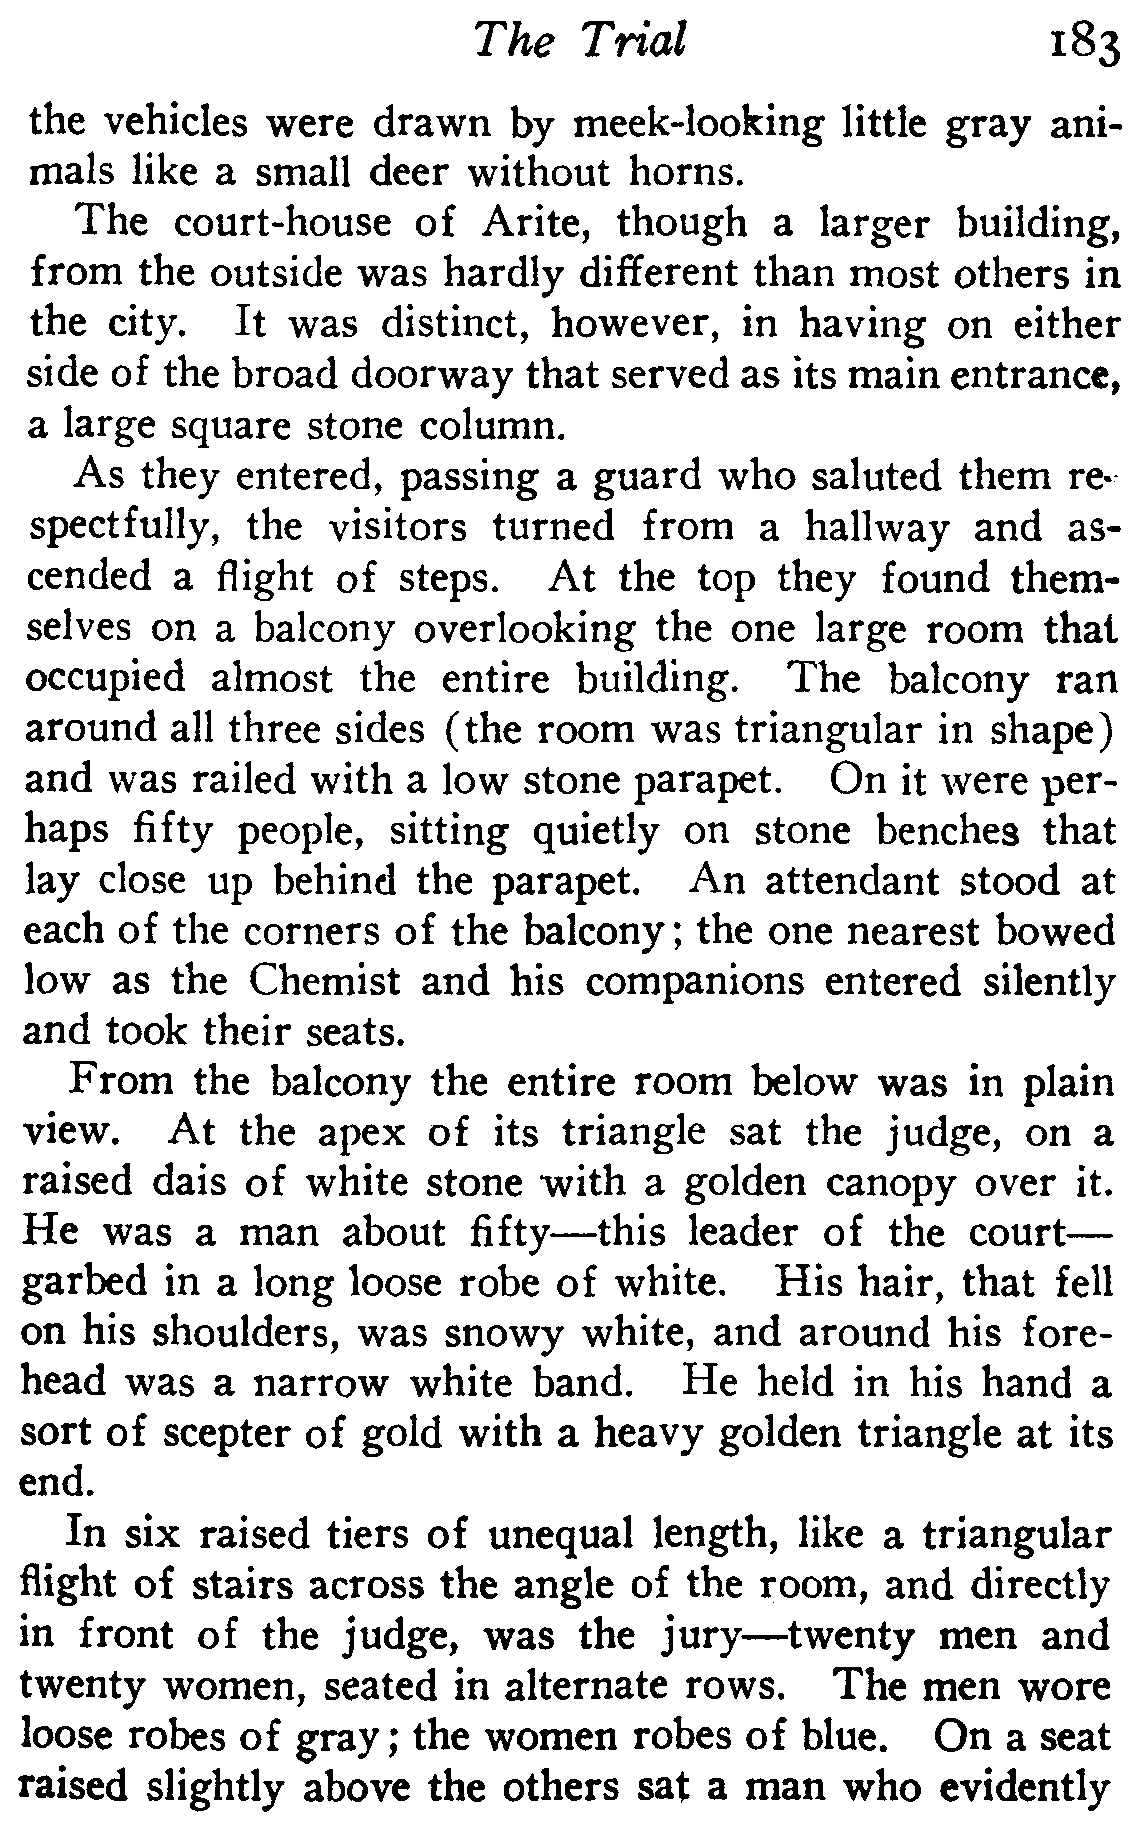 The Trial 183
the vehicles were drawn by meek-looking little gray ani-
mals like a small deer without horns.
The court-house of Arite, though a larger building,
from the outside was hardly different than most others in
the city. It was distinct, however, in having on either
side of the broad doorway that served as its main entrance,
a large square stone column.
As they entered, passing a guard who saluted them re-
spectfully, the visitors turned from a hallway and as-
cended a flight of steps. At the top they found them-
selves on a balcony overlooking the one large room that
occupied almost the entire building. The balcony ran
around all three sides (the room was triangular in shape)
and was railed with a low stone parapet. On it were per-
haps fifty people, sitting quietly on stone benches that
lay close up behind the parapet. An attendant stood at
each of the corners of the balcony; the one nearest bowed
low as the Chemist and his companions entered silently
and took their seats.
From the balcony the entire room below was in plain
view. At the apex of its triangle sat the judge, on a
raised dais of white stone with a golden canopy over it.
He was a man about fifty—this leader of the court—
garbed in a long loose robe of white. His hair, that fell
on his shoulders, was snowy white, and around his fore-
head was a narrow white band. He held in his hand a
sort of scepter of gold with a heavy golden triangle at its
end.
In six raised tiers of unequal length, like a triangular
flight of stairs across the angle of the room, and directly
in front of the judge, was the jury—twenty men and
twenty women, seated in alternate rows. The men wore
loose robes of gray; the women robes of blue. On a seat
raised slightly above the others sat a man who evidently